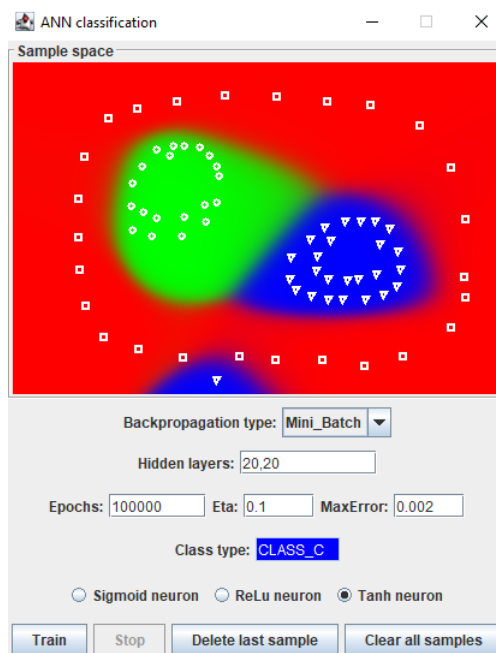 ANN classification
Sample space
Backpropagation type: Mini_Batch
Hidden layers: 20,20
Epochs: 100000 Eta: 0.1 MaxError: 0.002
Class type: CLASS_C
Sigmoid neuron ReLu neuron Tanh neuron
Train Stop Delete last sample Clear all samples